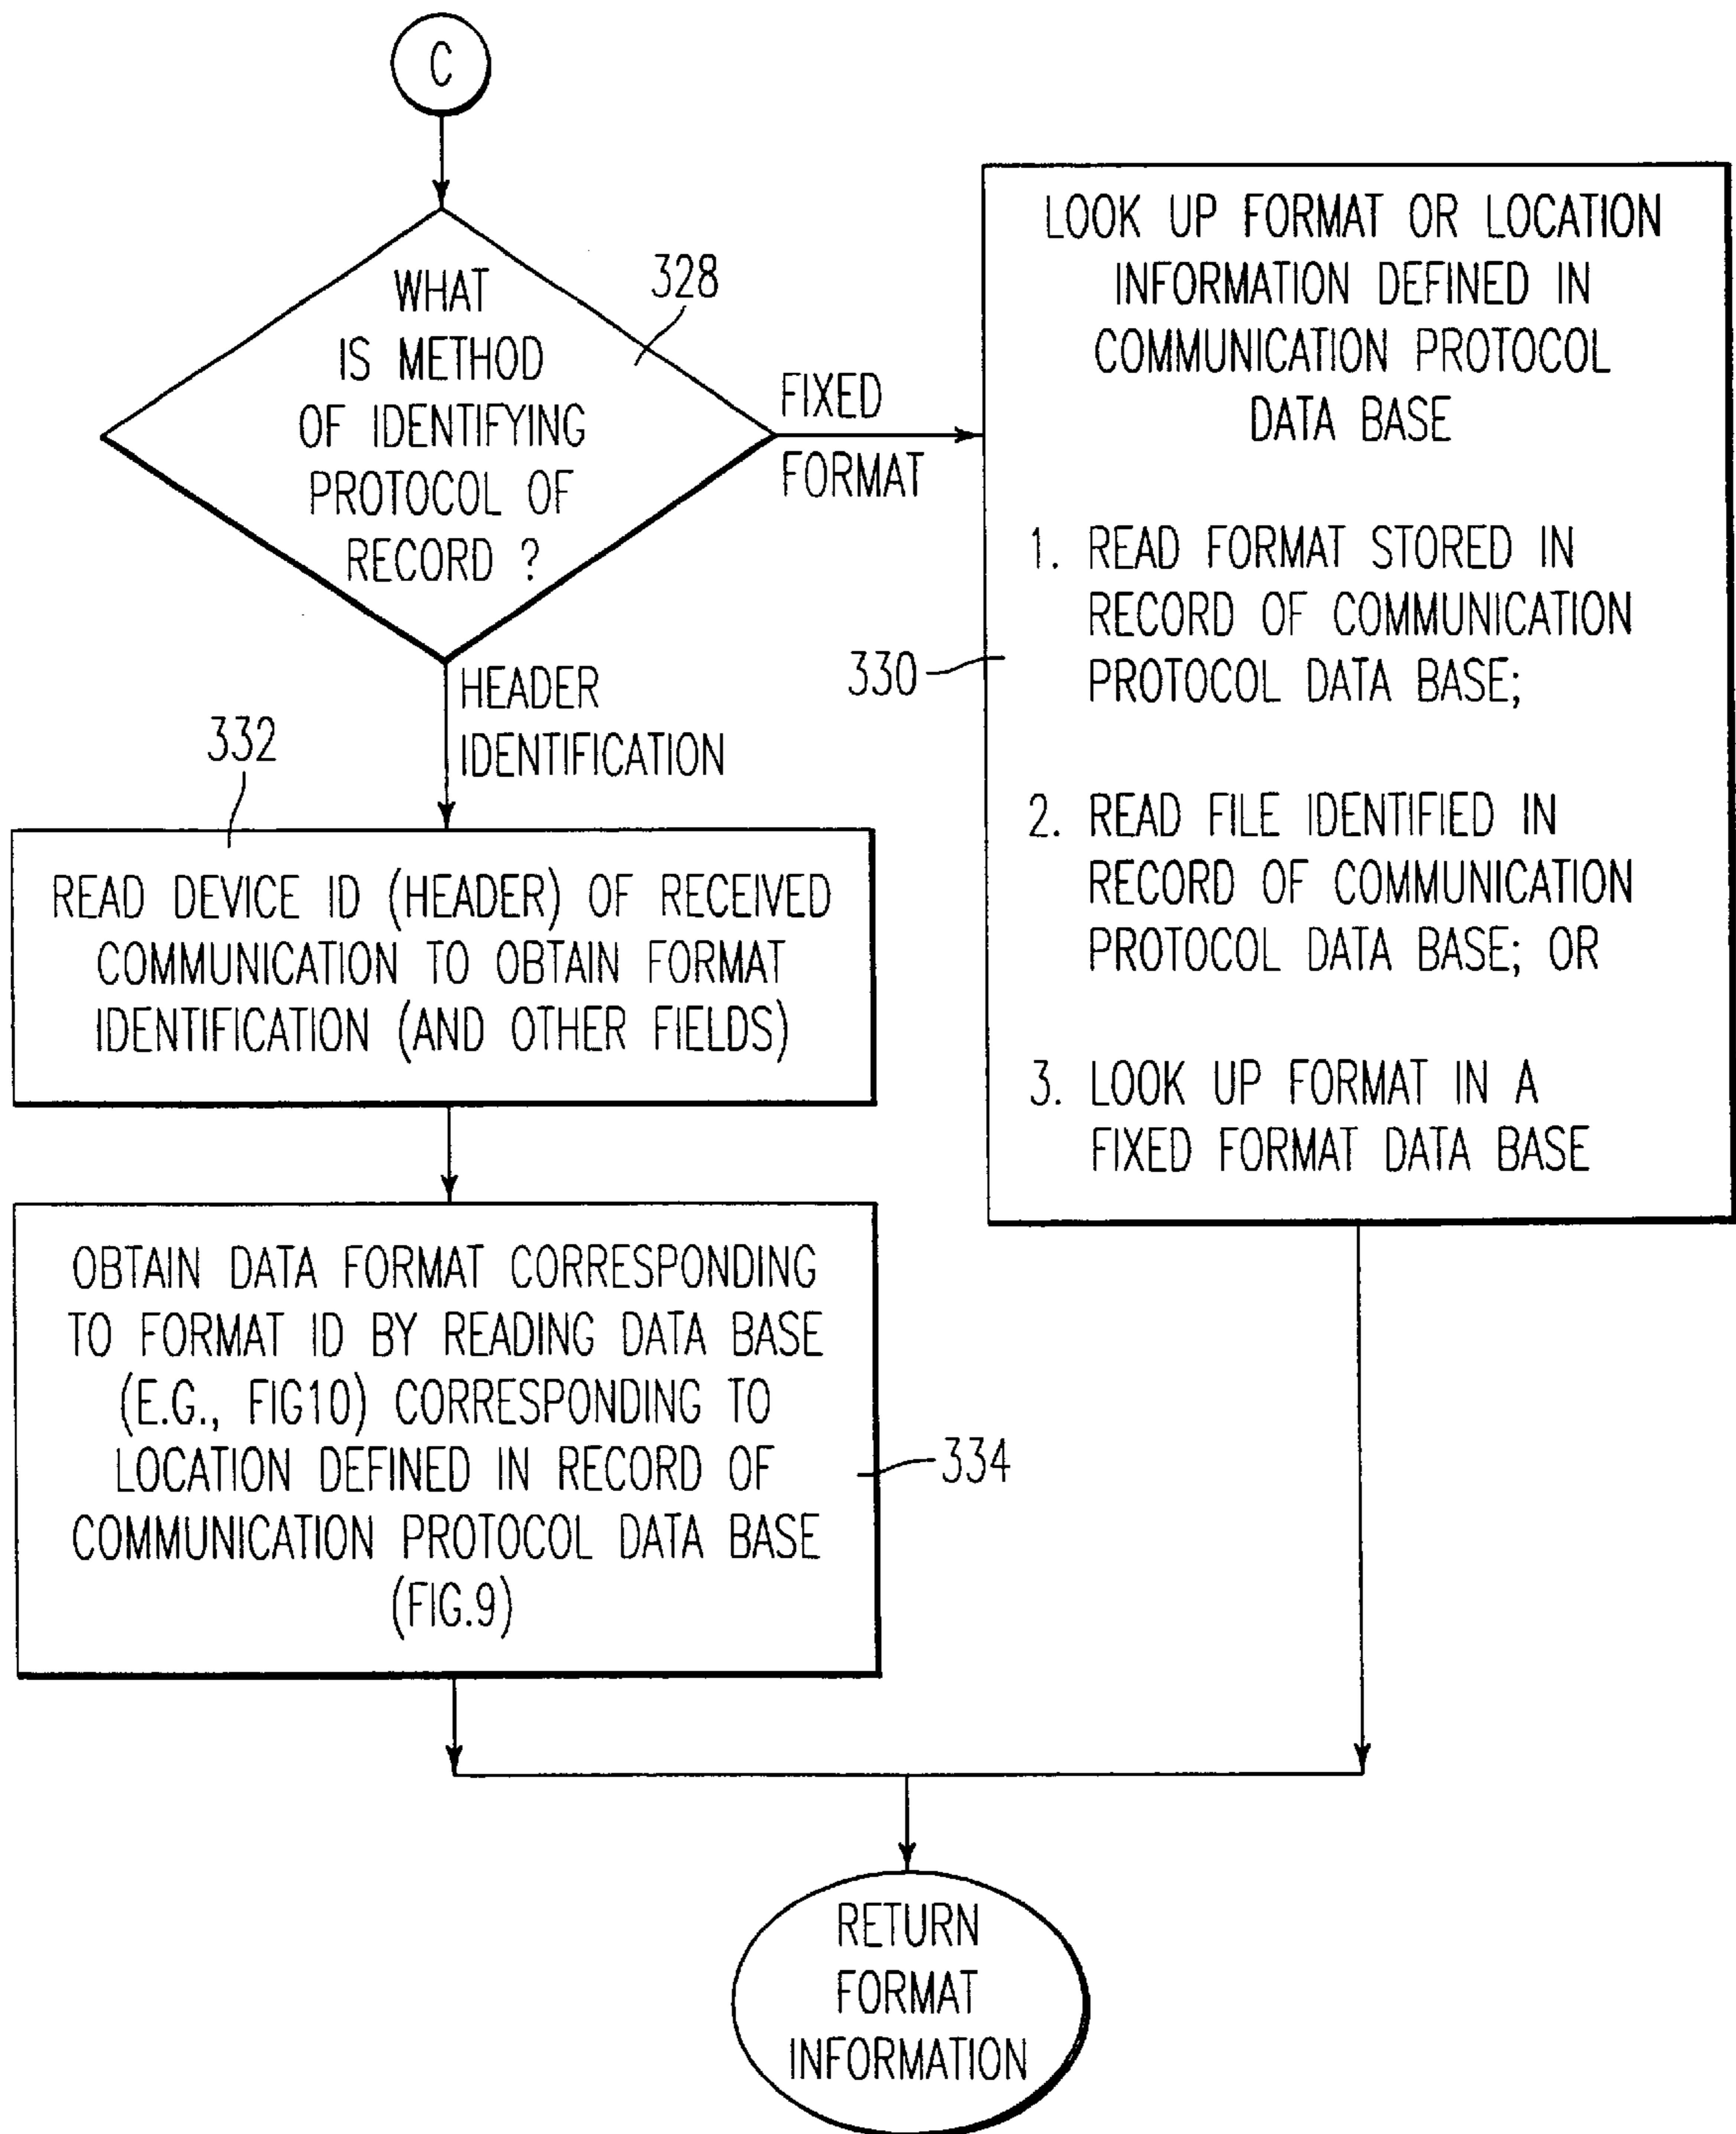 C
WHAT
IS METHOD
OF IDENTIFYING
PROTOCOL OF
RECORD ?
328
FIXED
FORMAT
HEADER
IDENTIFICATION
LOOK UP FORMAT OR LOCATION
INFORMATION DEFINED IN
COMMUNICATION PROTOCOL
DATA BASE
1. READ FORMAT STORED IN
RECORD OF COMMUNICATION
PROTOCOL DATA BASE;
2. READ FILE IDENTIFIED IN
RECORD OF COMMUNICATION
PROTOCOL DATA BASE; OR
3. LOOK UP FORMAT IN A
FIXED FORMAT DATA BASE
330
332
READ DEVICE ID (HEADER) OF RECEIVED
COMMUNICATION TO OBTAIN FORMAT
IDENTIFICATION (AND OTHER FIELDS)
OBTAIN DATA FORMAT CORRESPONDING
TO FORMAT ID BY READING DATA BASE
(E.G., FIG10) CORRESPONDING TO
LOCATION DEFINED IN RECORD OF
COMMUNICATION PROTOCOL DATA BASE
(FIG.9)
334
RETURN
FORMAT
INFORMATION